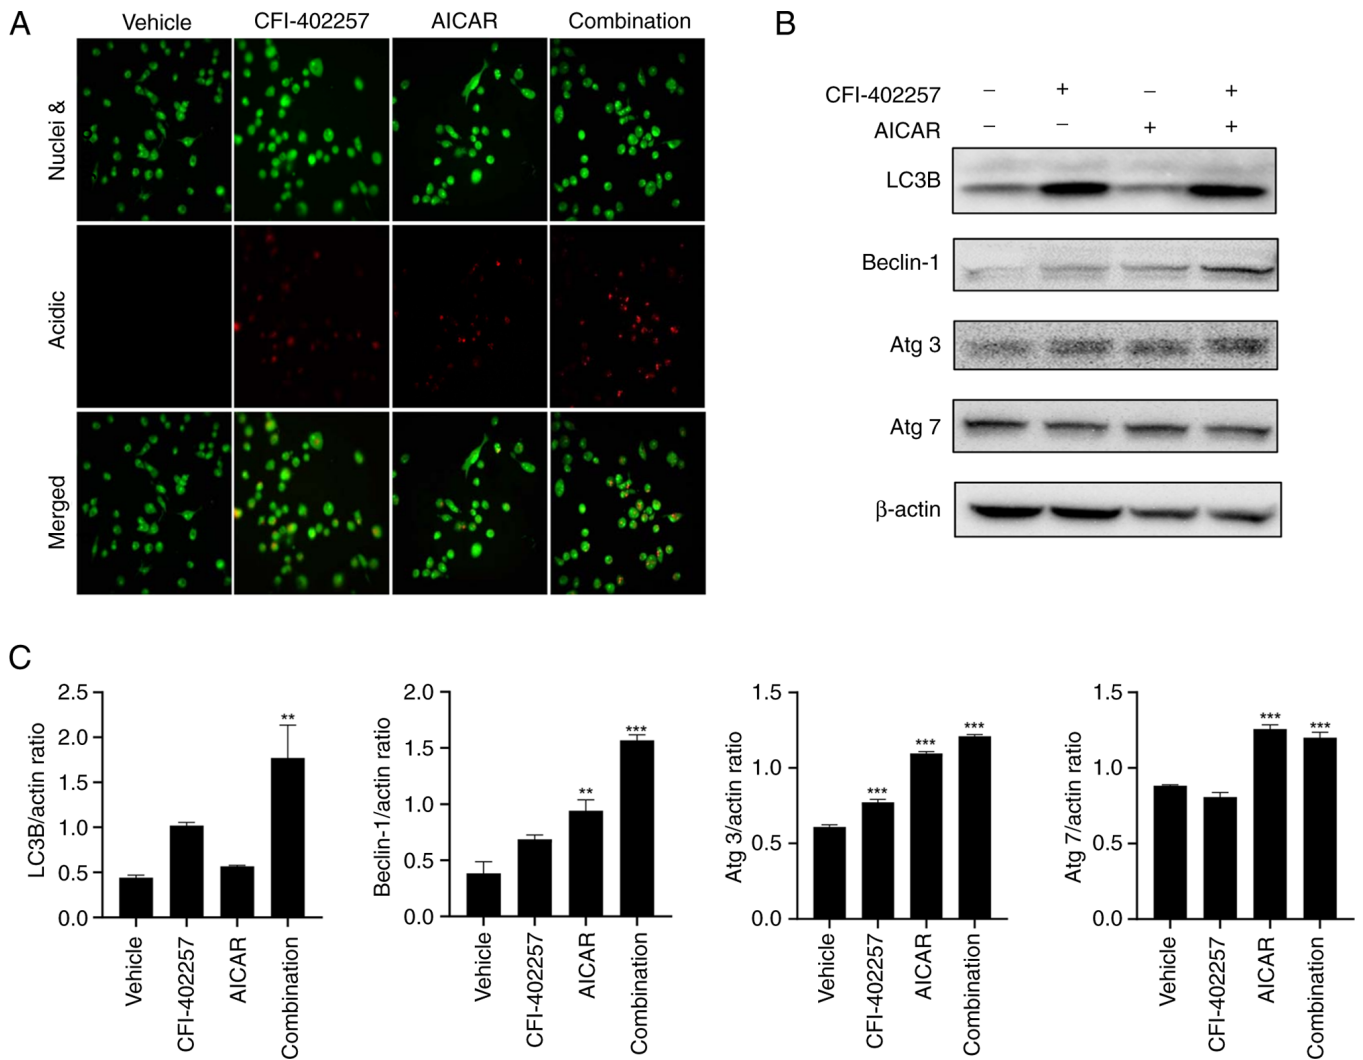 A
Vehicle CFI-402257 AICAR Combination
Nuclei &
Acidic
Merged
B
CFI-402257 – + – +
AICAR – – + +
LC3B
Beclin-1
Atg 3
Atg 7
β-actin
C
LC3B/actin ratio
2.5
2.0
1.5
1.0
0.5
0.0
**
Vehicle
CFI-402257
AICAR
Combination
Beclin-1/actin ratio
2.0
1.5
1.0
0.5
0.0
**
***
Vehicle
CFI-402257
AICAR
Combination
Atg 3/actin ratio
1.5
1.0
0.5
0.0
***
***
***
Vehicle
CFI-402257
AICAR
Combination
Atg 7/actin ratio
1.5
1.0
0.5
0.0
***
***
Vehicle
CFI-402257
AICAR
Combination